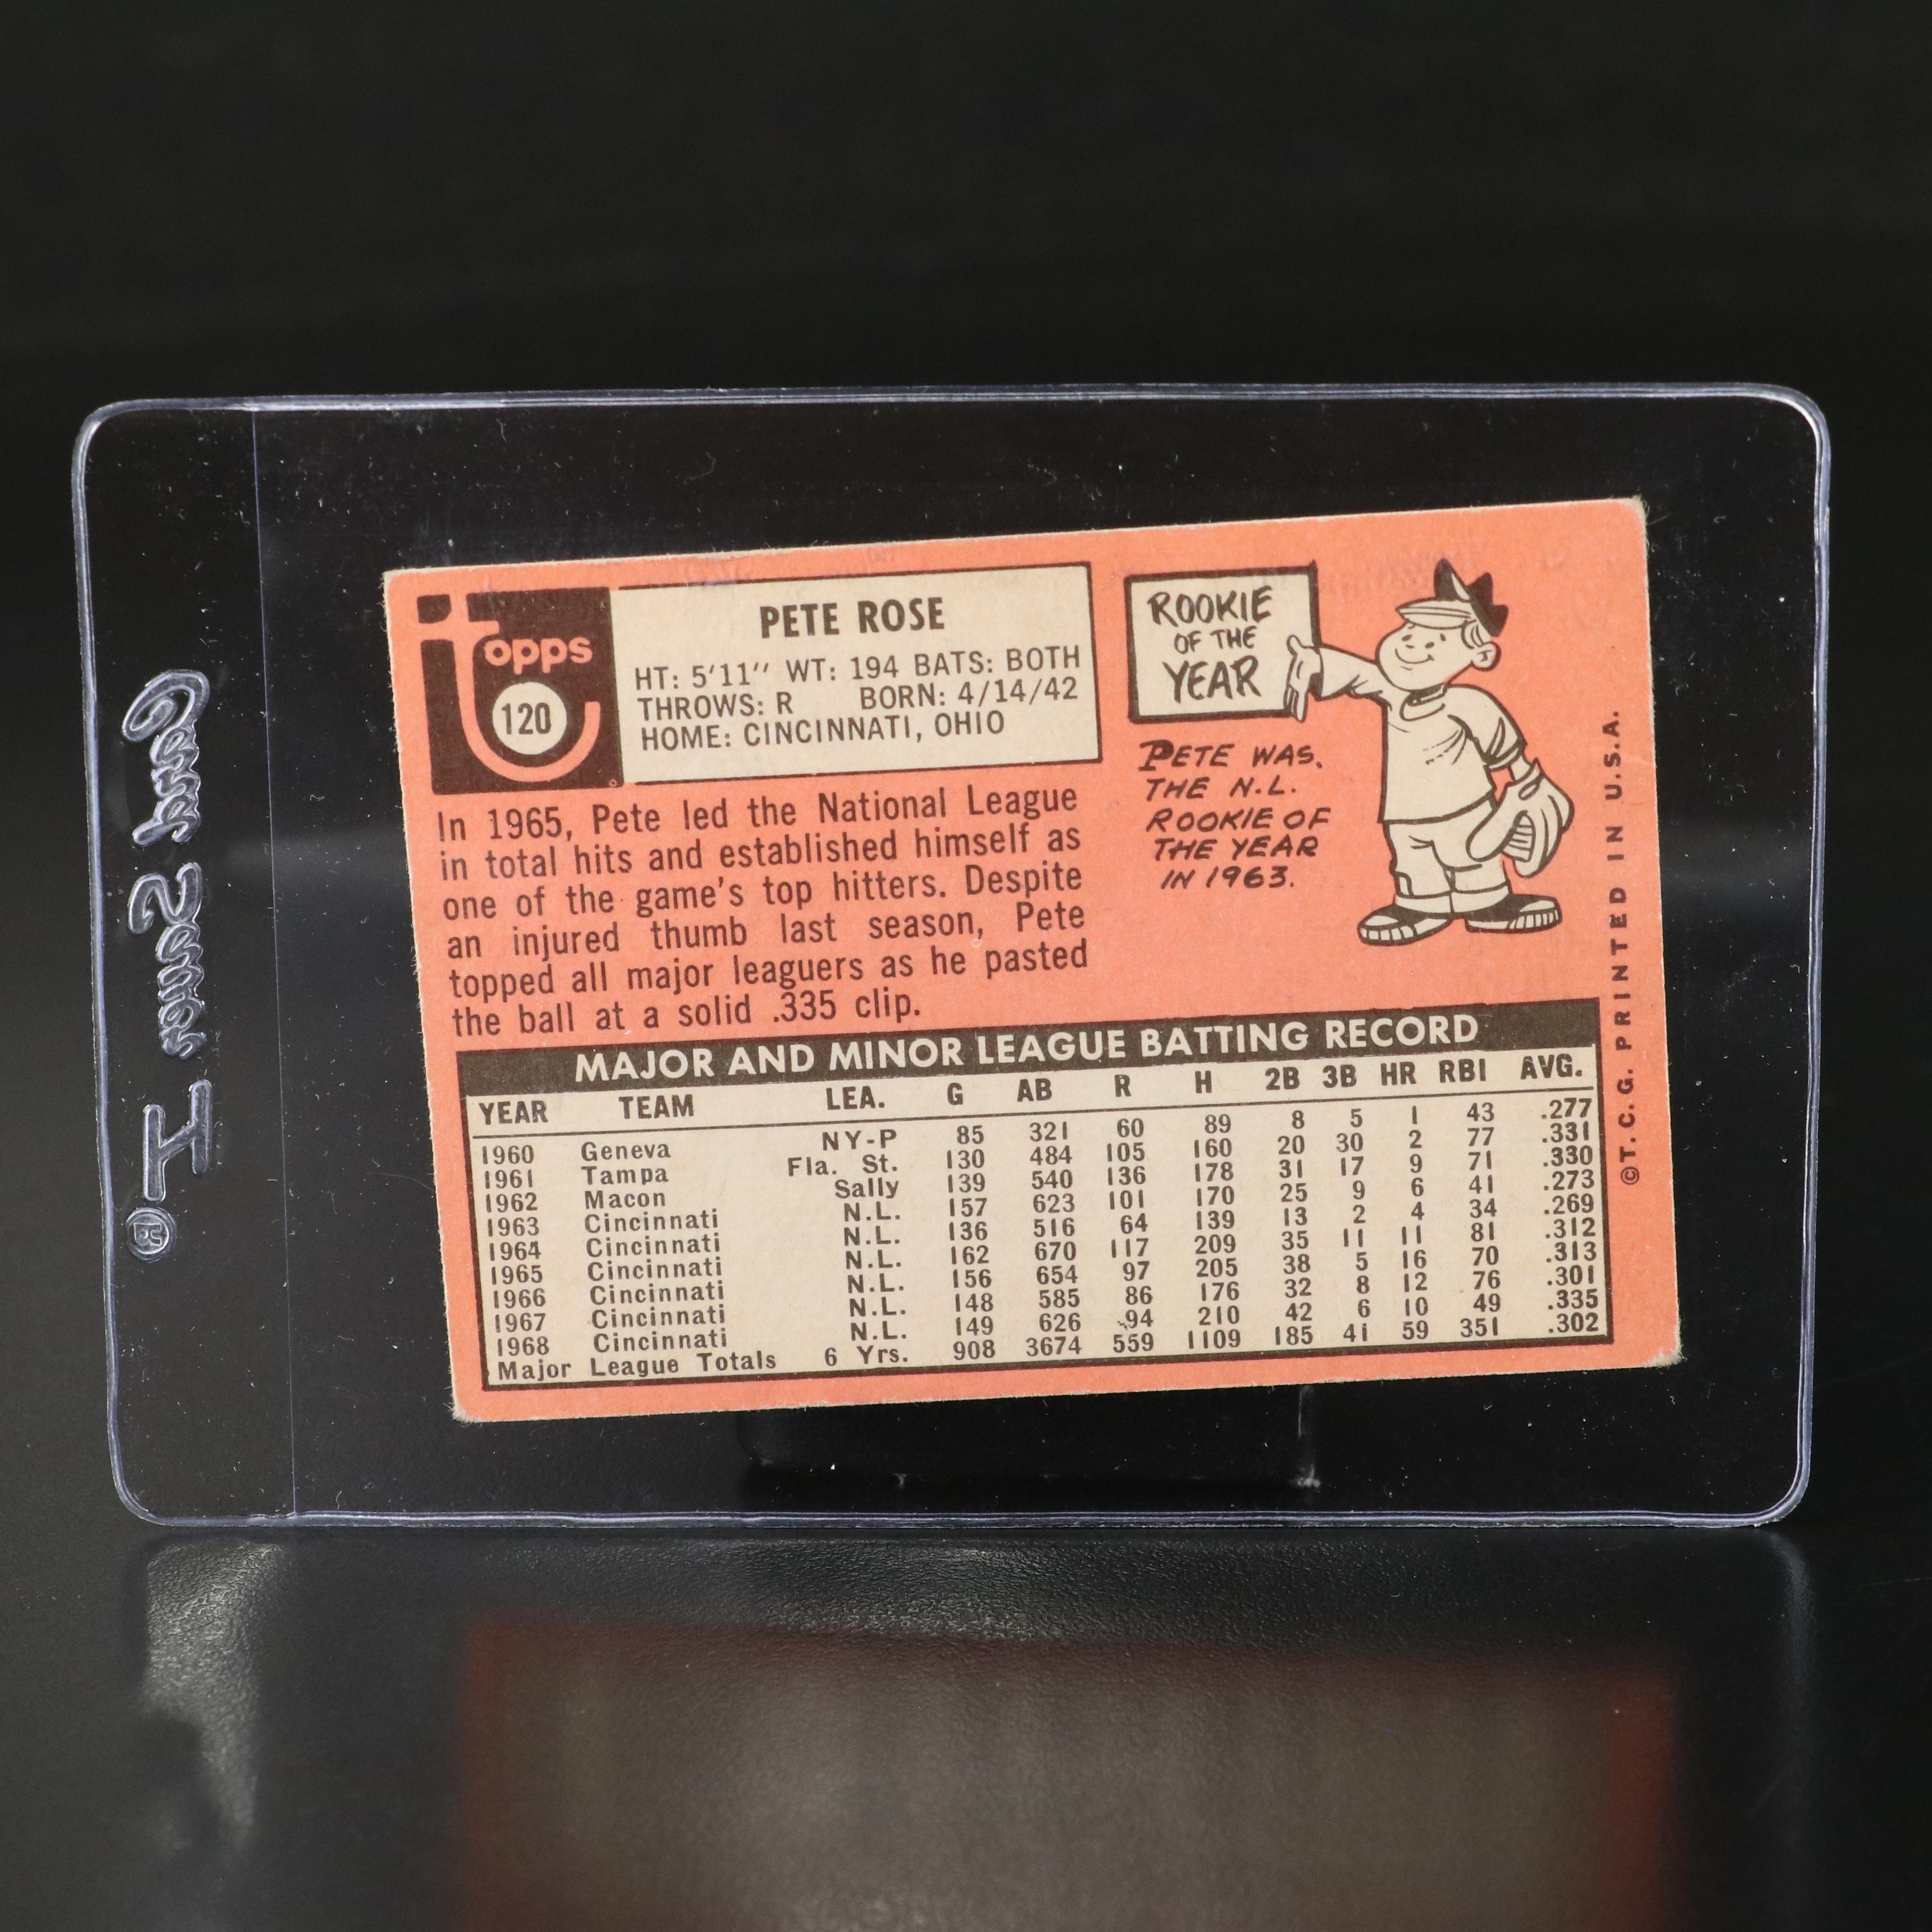 Topps
120
PETE ROSE
HT: 5'11'' WT: 194 BATS: BOTH
THROWS: R BORN: 4/14/42
HOME: CINCINNATI, OHIO
In 1965, Pete led the National League
in total hits and established himself as
one of the game's top hitters. Despite
an injured thumb last season, Pete
topped all major leaguers as he pasted
the ball at a solid .335 clip.
ROOKIE
OF THE
YEAR
PETE WAS.
THE N.L.
ROOKIE OF
THE YEAR
IN 1963.
MAJOR AND MINOR LEAGUE BATTING RECORD
YEAR TEAM LEA. G AB R H 2B 3B HR RBI AVG.
1960 Geneva NY-P 85 321 60 89 8 5 1 43 .277
1961 Tampa Fla. St. 130 484 105 160 20 30 2 77 .331
1962 Macon Sally 139 540 136 178 31 17 9 71 .330
1963 Cincinnati N.L. 157 623 101 170 25 9 6 41 .273
1964 Cincinnati N.L. 136 516 64 139 13 2 4 34 .269
1965 Cincinnati N.L. 162 670 117 209 35 11 11 81 .312
1966 Cincinnati N.L. 156 654 97 205 38 5 16 70 .313
1967 Cincinnati N.L. 148 585 86 176 32 8 12 76 .301
1968 Cincinnati N.L. 149 626 94 210 42 6 10 49 .335
Major League Totals 6 Yrs. 908 3674 559 1109 185 41 59 351 .302
©T.C.G. PRINTED IN U.S.A.